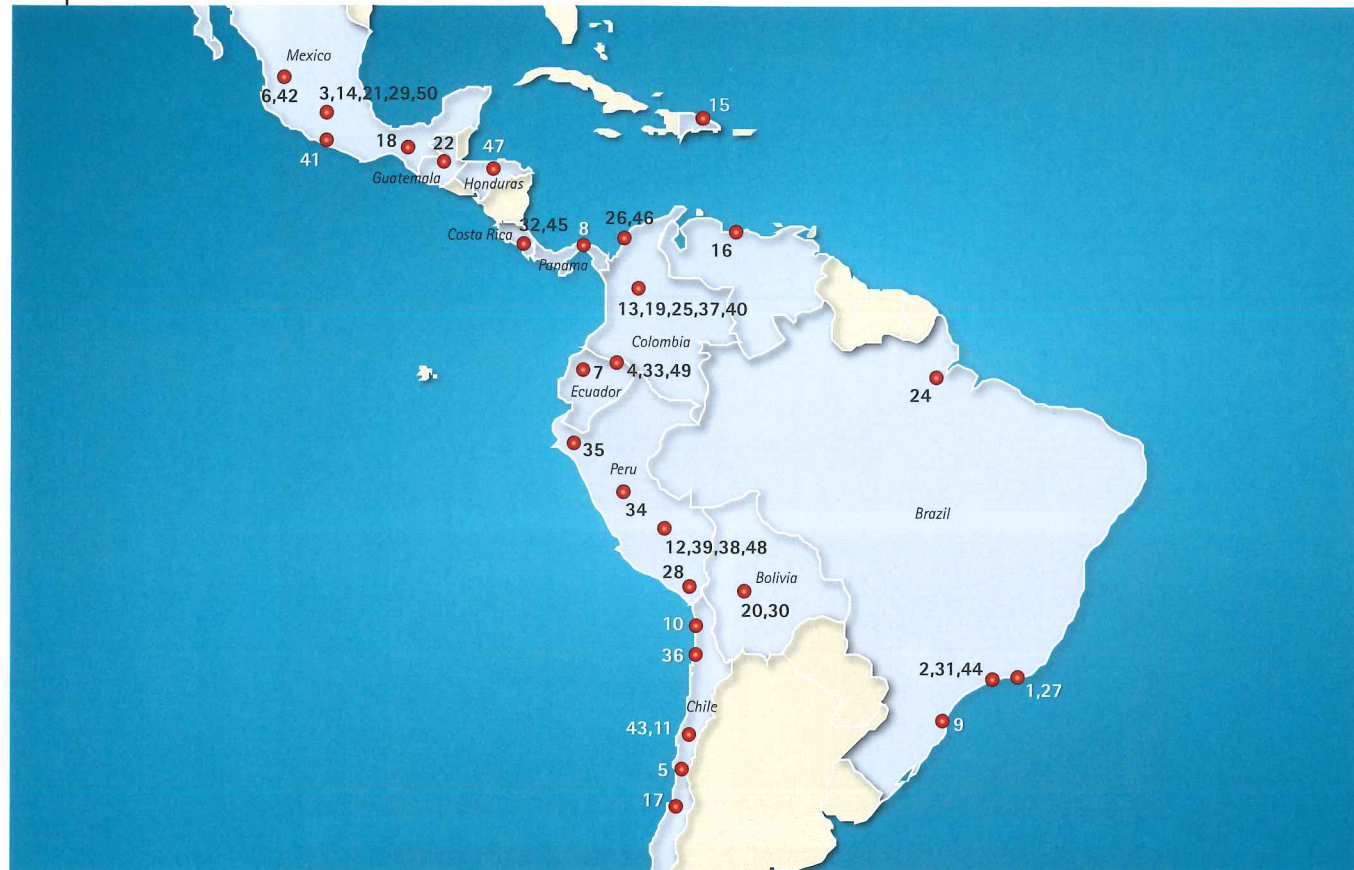 Mexico
6,42
3,14,21,29,50
41
18
22
47
15
Guatemala
Honduras
Costa Rica
32,45
8
Panama
26,46
16
13,19,25,37,40
Colombia
7
4,33,49
Ecuador
24
35
Peru
34
Brazil
12,39,38,48
28
Bolivia
20,30
10
36
2,31,44
1,27
Chile
9
43,11
5
17